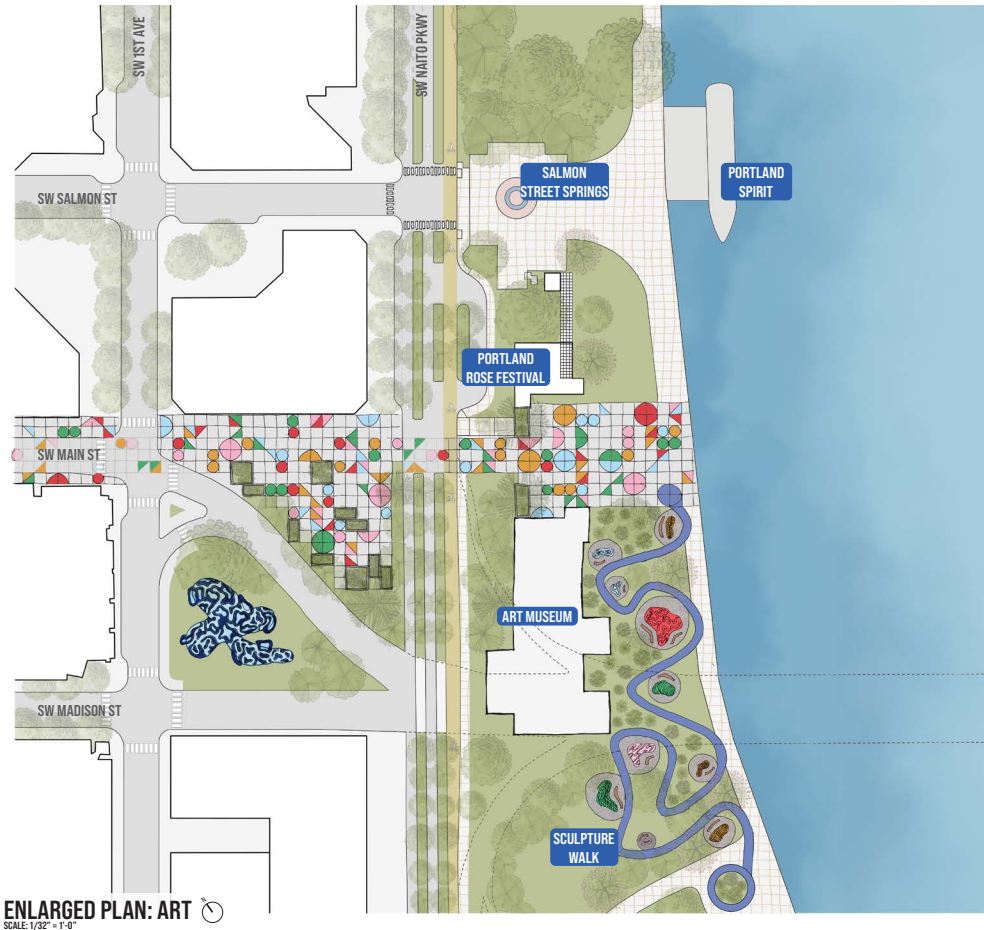 SW 1ST AVE
SW NAITO PKWY
SALMON
STREET SPRINGS
PORTLAND
SPIRIT
SW SALMON ST
PORTLAND
ROSE FESTIVAL
SW MAIN ST
ART MUSEUM
SW MADISON ST
SCULPTURE
WALK
ENLARGED PLAN: ART
N
SCALE: 1/32" = 1'-0"